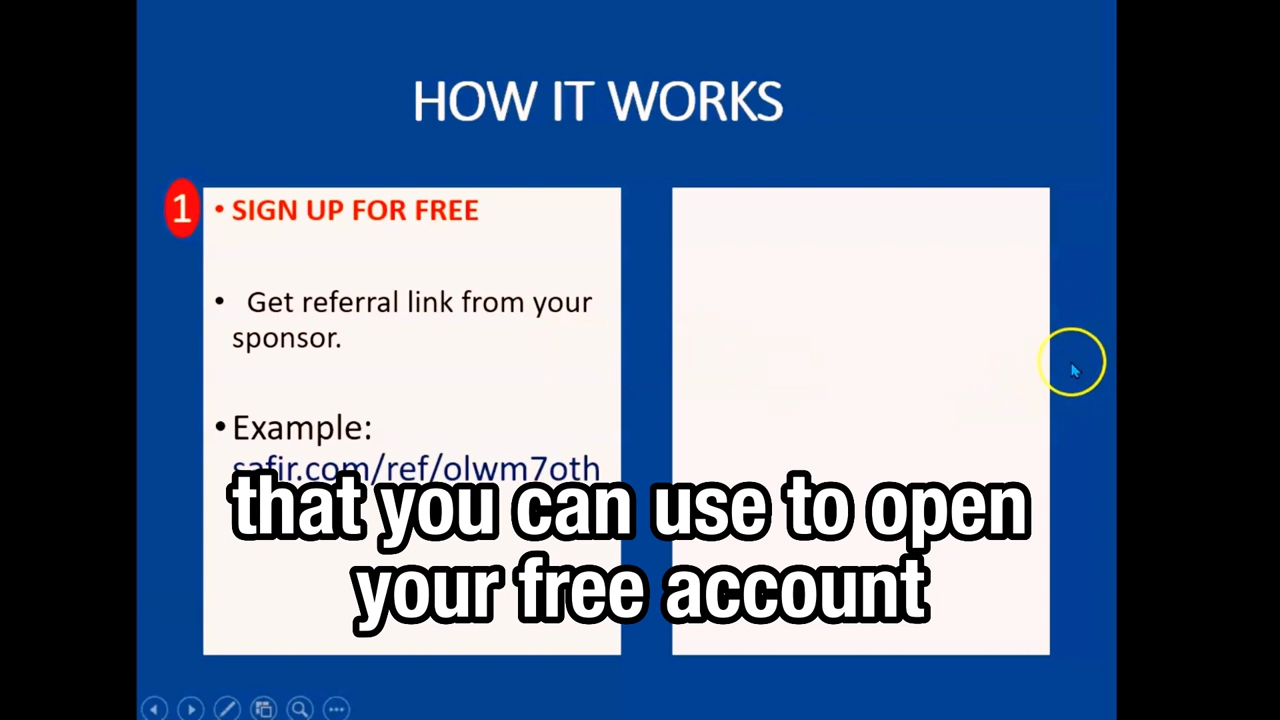 HOW IT WORKS
1
• SIGN UP FOR FREE
• Get referral link from your
sponsor.
• Example:
safir.com/ref/olwm7oth
that you can use to open
your free account